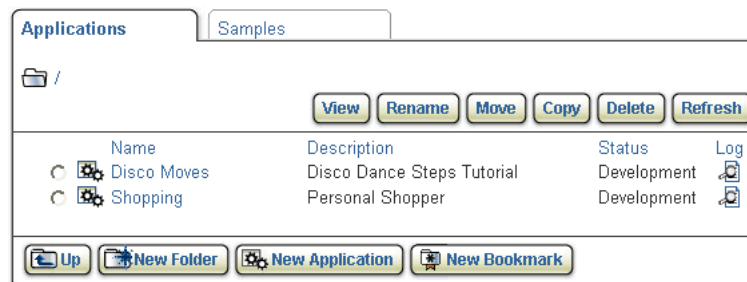 Applications Samples
/
View Rename Move Copy Delete Refresh
Name Description Status Log
Disco Moves Disco Dance Steps Tutorial Development
Shopping Personal Shopper Development
Up New Folder New Application New Bookmark